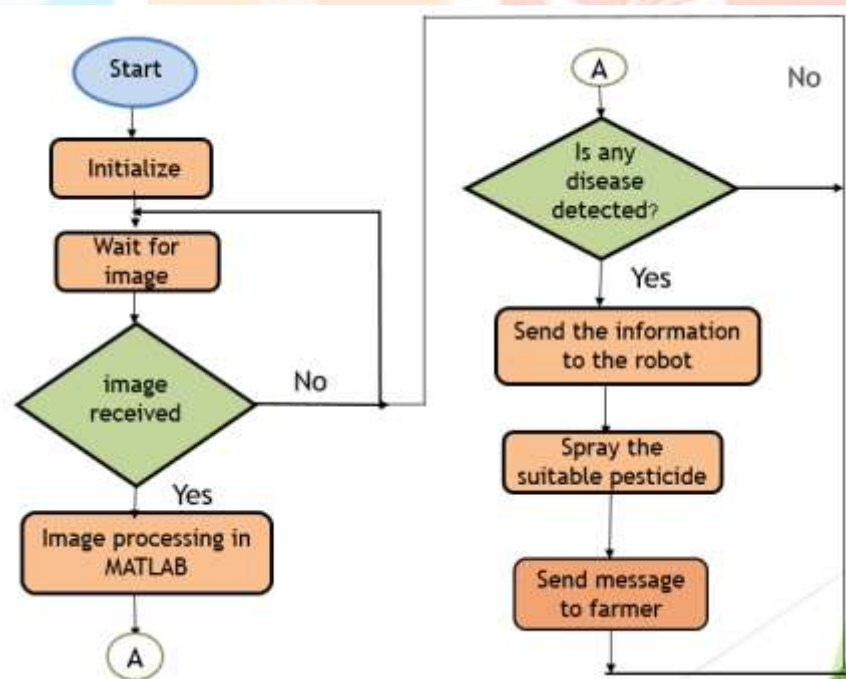 Start
Initialize
Wait for
image
image
received
No
Yes
Image processing in
MATLAB
A
A
No
Is any
disease
detected?
Yes
Send the information
to the robot
Spray the
suitable pesticide
Send message
to farmer